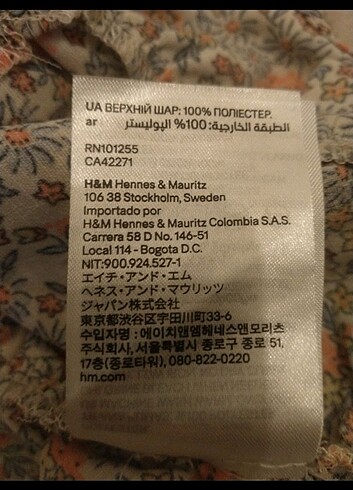 UA ВЕРХНІЙ ШАР: 100% ПОЛІЕСТЕР.
ar الطبقة الخارجية: 100% البوليستر
RN101255
CA42271
H&M Hennes & Mauritz
106 38 Stockholm, Sweden
Importado por
H&M Hennes & Mauritz Colombia S.A.S.
Carrera 58 D No. 146-51
Local 114 - Bogota D.C.
NIT:900.924.527-1
エイチ・アンド・エム
ヘネス・アンド・マウリッツ
ジャパン株式会社
東京都渋谷区宇田川町33-6
수입자명 : 에이치앤엠헤네스앤모리츠
주식회사, 서울특별시 종로구 종로 51,
17층(종로타워), 080-822-0220
hm.com